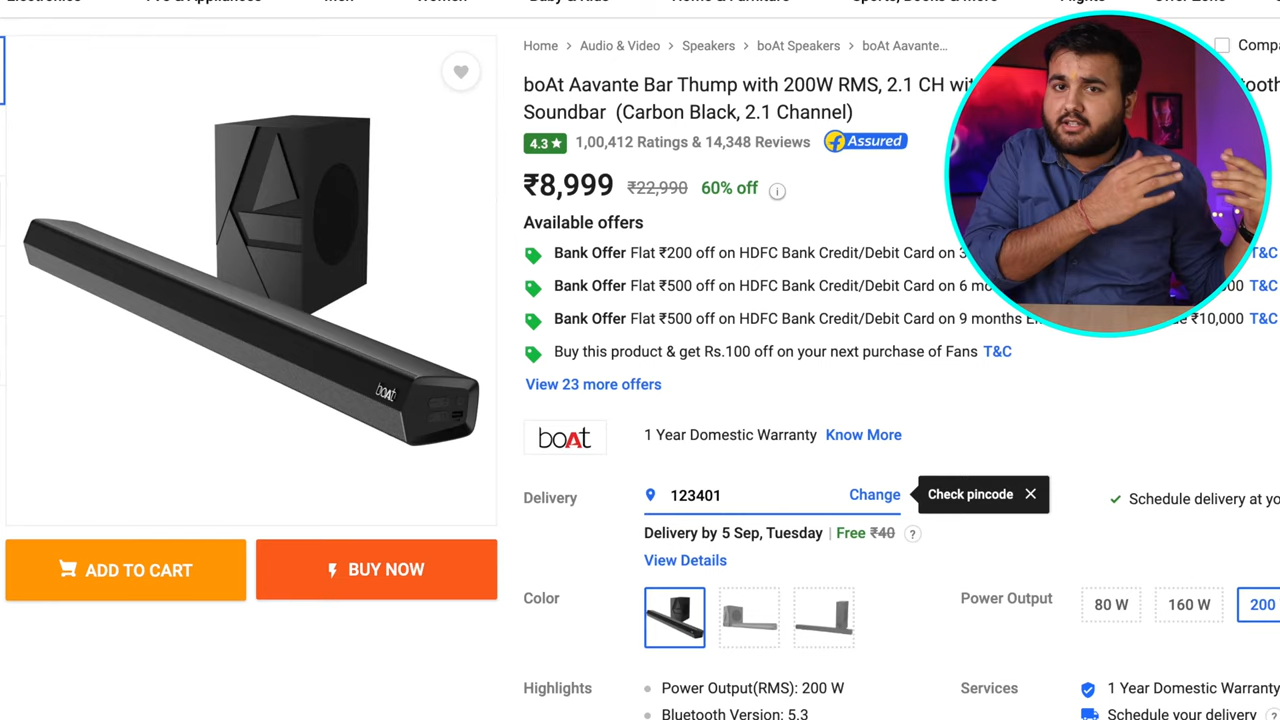 Home > Audio & Video > Speakers > boAt Speakers > boAt Aavante...
Compa
boAt Aavante Bar Thump with 200W RMS, 2.1 CH wit
tooth
Soundbar (Carbon Black, 2.1 Channel)
4.3 ★ 1,00,412 Ratings & 14,348 Reviews Assured
₹8,999 ₹22,990 60% off
Available offers
Bank Offer Flat ₹200 off on HDFC Bank Credit/Debit Card on 3
T&C
Bank Offer Flat ₹500 off on HDFC Bank Credit/Debit Card on 6 mo
00 T&C
Bank Offer Flat ₹500 off on HDFC Bank Credit/Debit Card on 9 months E
₹10,000 T&C
Buy this product & get Rs.100 off on your next purchase of Fans T&C
View 23 more offers
boAt
boAt
1 Year Domestic Warranty Know More
Delivery
123401
Change
Check pincode ✕
Schedule delivery at yo
Delivery by 5 Sep, Tuesday | Free ₹40 ?
View Details
ADD TO CART
BUY NOW
Color
Power Output
80 W
160 W
200
Highlights
Power Output(RMS): 200 W
Bluetooth Version: 5.3
Services
1 Year Domestic Warranty
Schedule your delivery ?